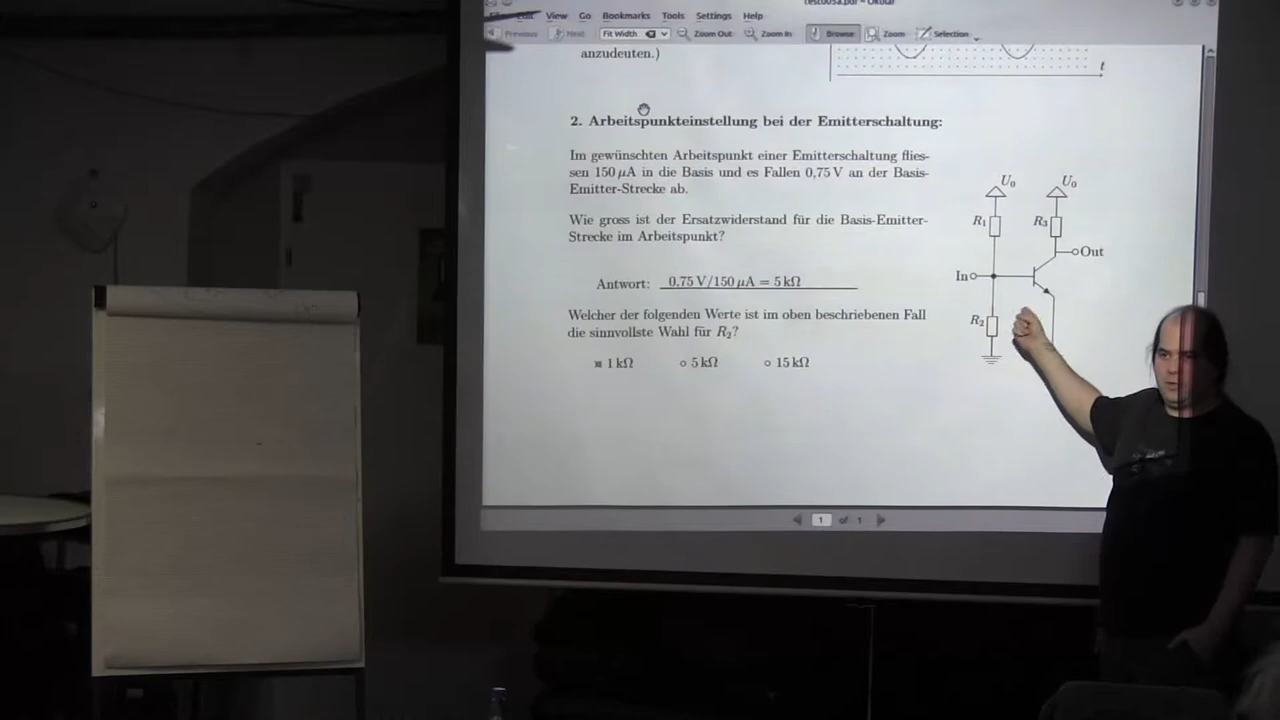 View Go Bookmarks Tools Settings Help
Previous Next Fit Width Zoom Out Zoom In Browse Zoom Selection
anzudeuten.)
t
2. Arbeitspunkteinstellung bei der Emitterschaltung:
Im gewünschten Arbeitspunkt einer Emitterschaltung flies-
sen 150 µA in die Basis und es Fallen 0,75 V an der Basis-
Emitter-Strecke ab.
Wie gross ist der Ersatzwiderstand für die Basis-Emitter-
Strecke im Arbeitspunkt?
Antwort: 0.75 V/150 µA = 5 kΩ
Welcher der folgenden Werte ist im oben beschriebenen Fall
die sinnvollste Wahl für R₂?
1 kΩ 5 kΩ 15 kΩ
U₀ U₀
R₁ R₃
Out
In
R₂
1 of 1